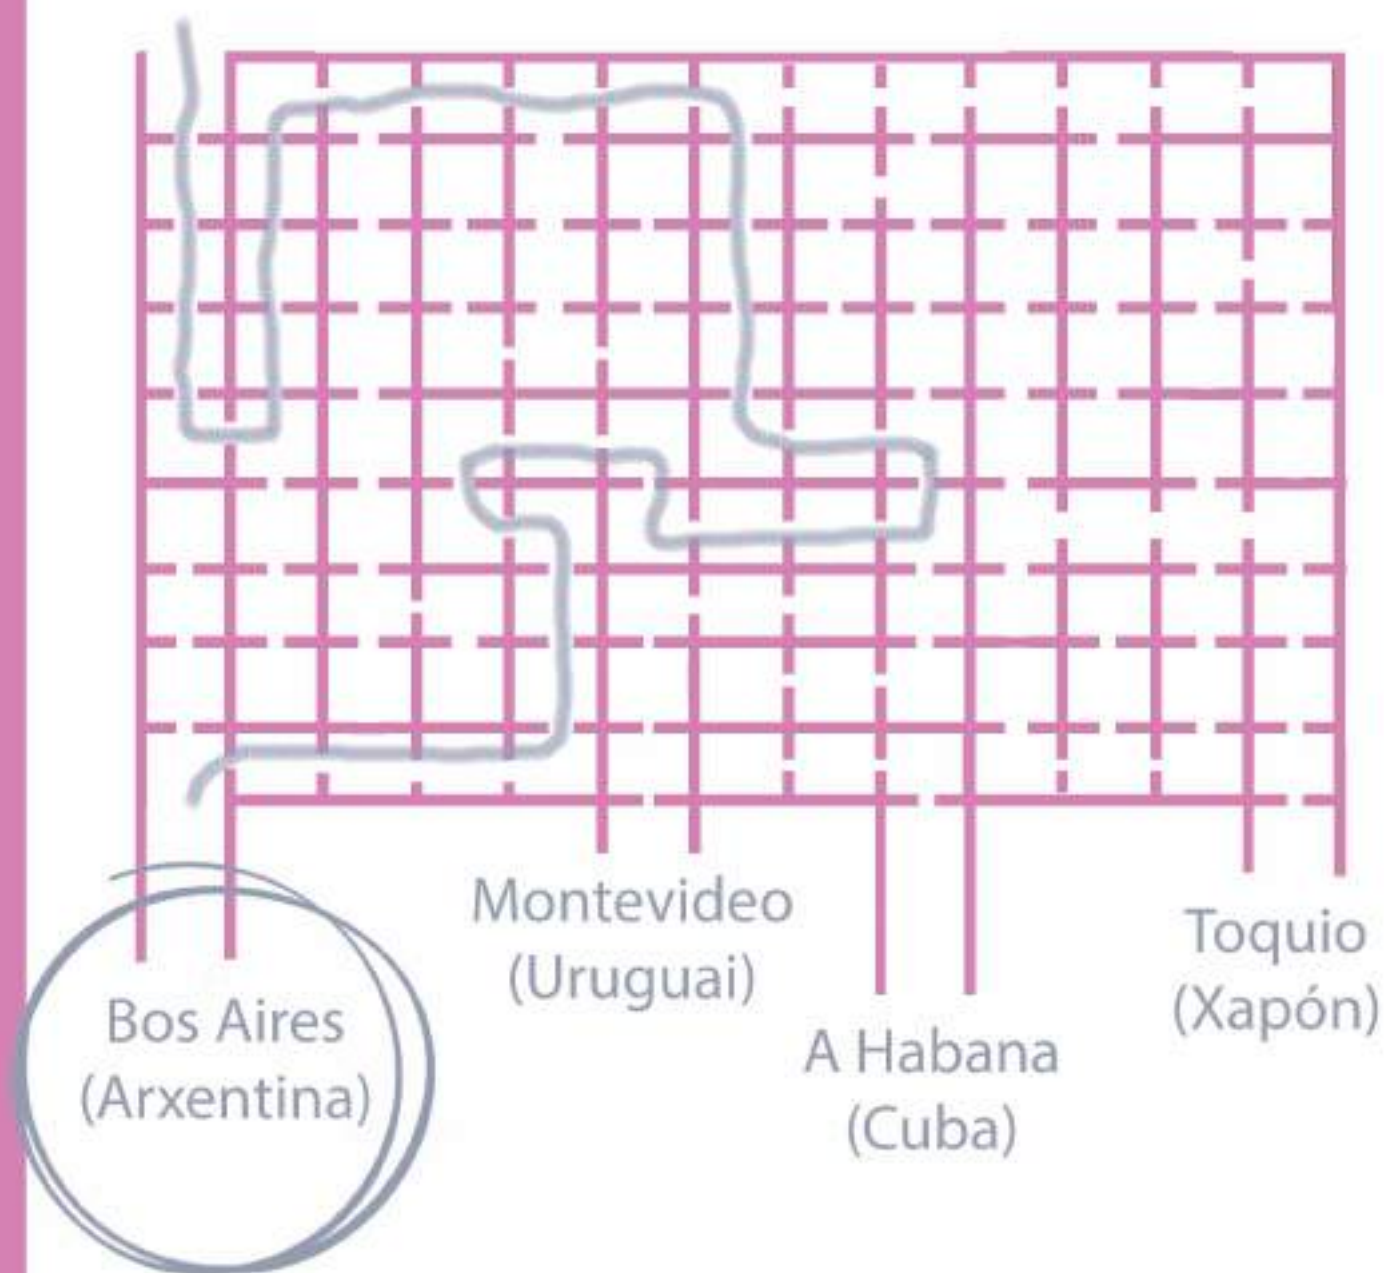 Montevideo
(Uruguai)
Toquio
(Xapón)
Bos Aires
(Arxentina)
A Habana
(Cuba)